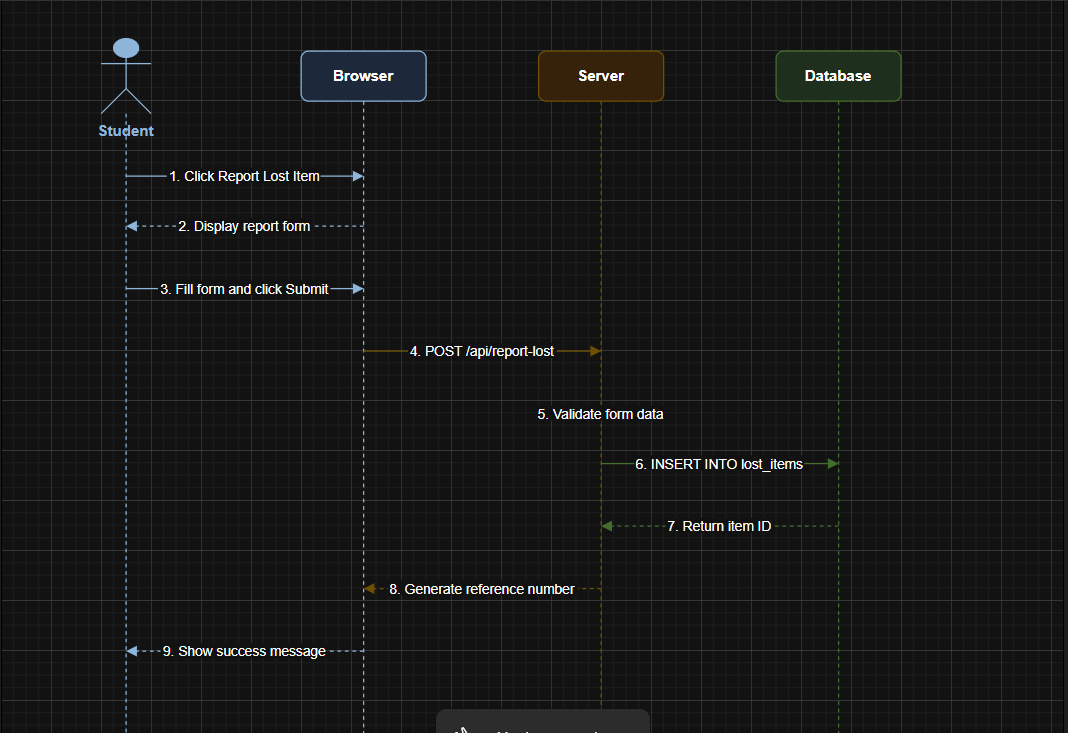 Browser
Server
Database
Student
1. Click Report Lost Item
2. Display report form
3. Fill form and click Submit
4. POST /api/report-lost
5. Validate form data
6. INSERT INTO lost_items
7. Return item ID
8. Generate reference number
9. Show success message